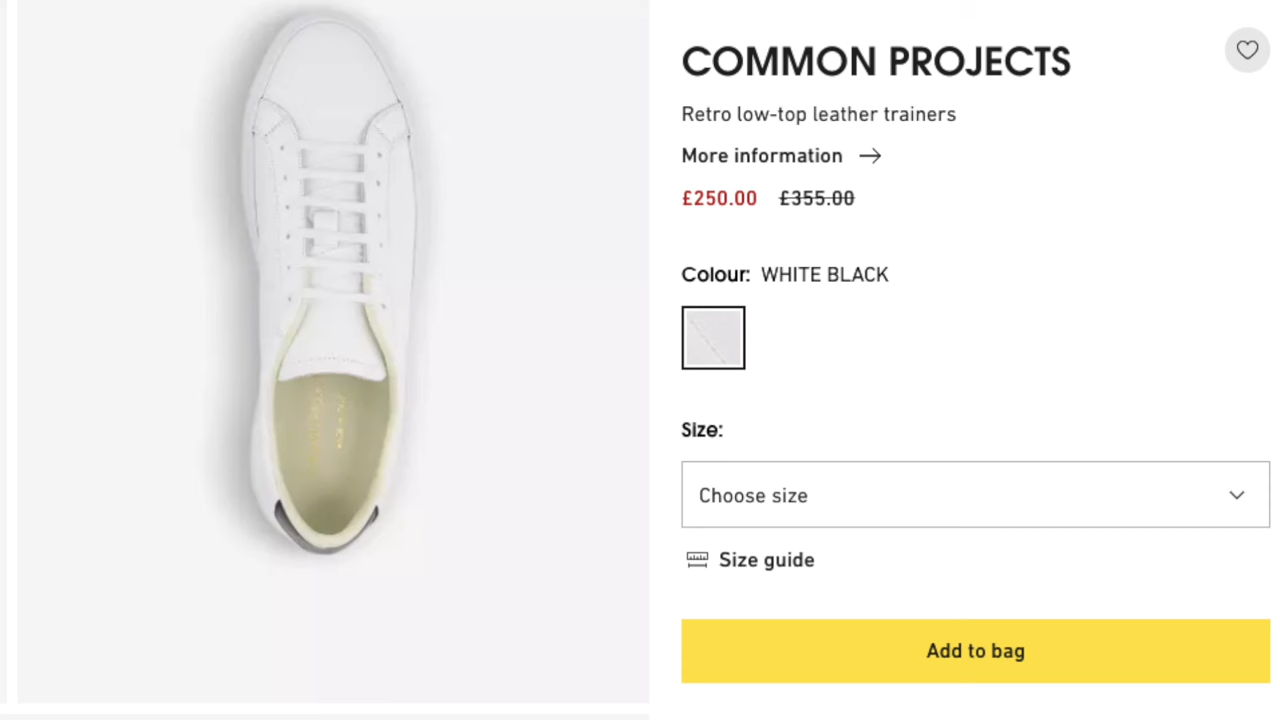 COMMON PROJECTS
Retro low-top leather trainers
More information →
£250.00 £355.00
Colour: WHITE BLACK
Size:
Choose size
Size guide
Add to bag